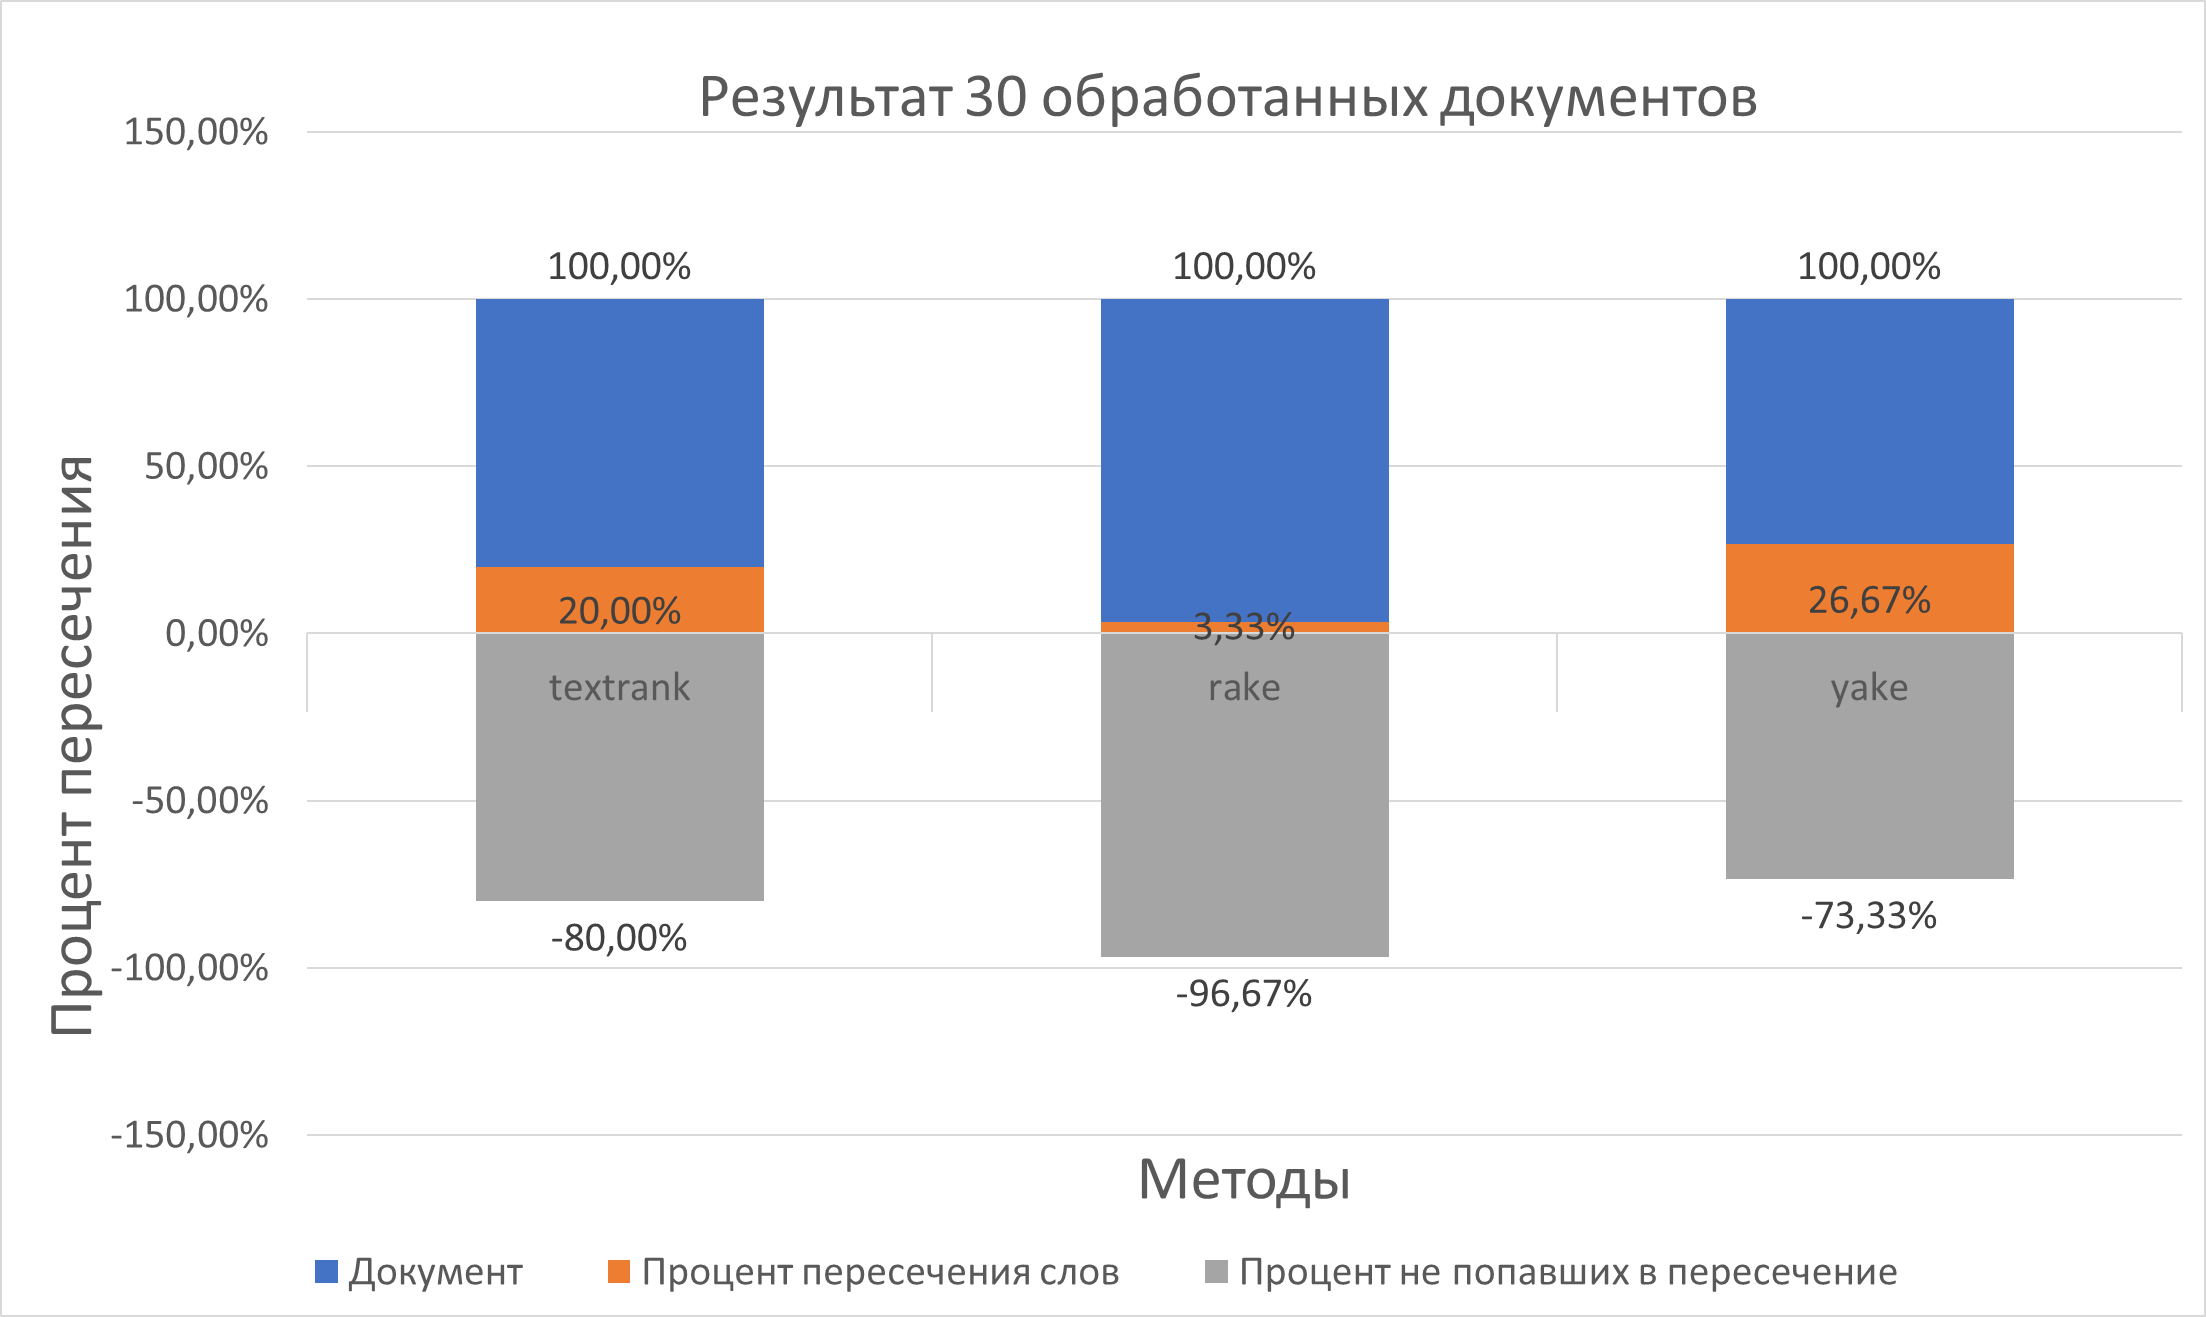 Результат 30 обработанных документов
150,00%
100,00%
50,00%
0,00%
-50,00%
-100,00%
-150,00%
Процент пересечения
100,00%
100,00%
100,00%
20,00%
3,33%
26,67%
textrank
rake
yake
-80,00%
-96,67%
-73,33%
Методы
Документ
Процент пересечения слов
Процент не попавших в пересечение